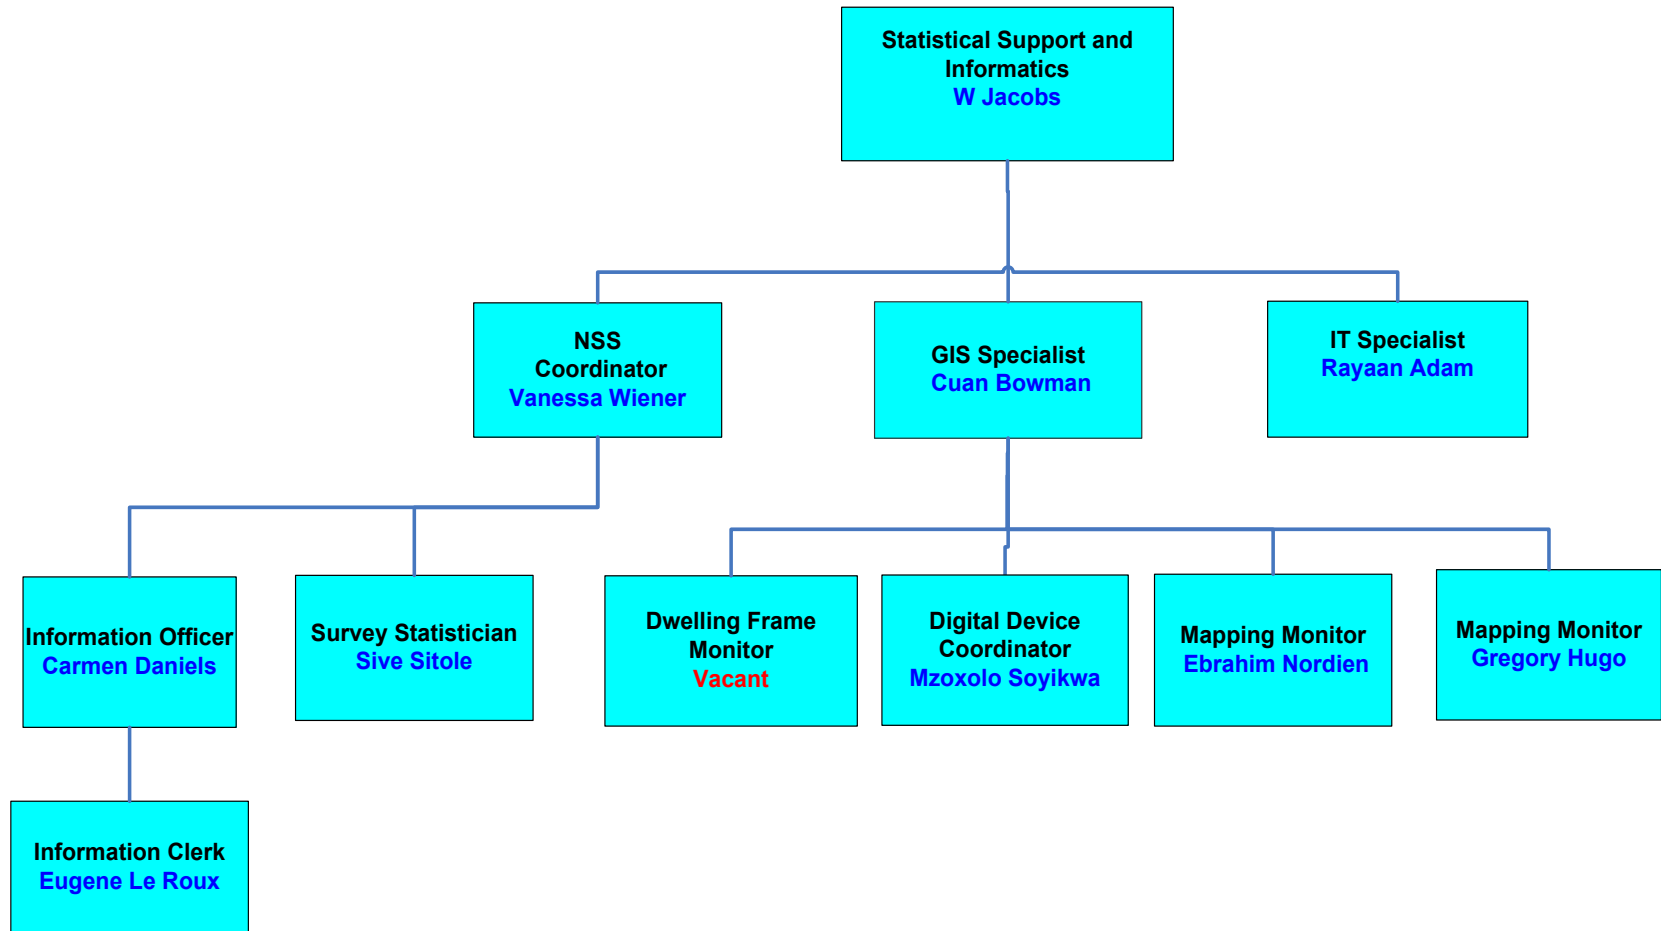 Statistical Support and
Informatics
W Jacobs
NSS
Coordinator
Vanessa Wiener
GIS Specialist
Cuan Bowman
IT Specialist
Rayaan Adam
Information Officer
Carmen Daniels
Survey Statistician
Sive Sitole
Dwelling Frame
Monitor
Vacant
Digital Device
Coordinator
Mzoxolo Soyikwa
Mapping Monitor
Ebrahim Nordien
Mapping Monitor
Gregory Hugo
Information Clerk
Eugene Le Roux